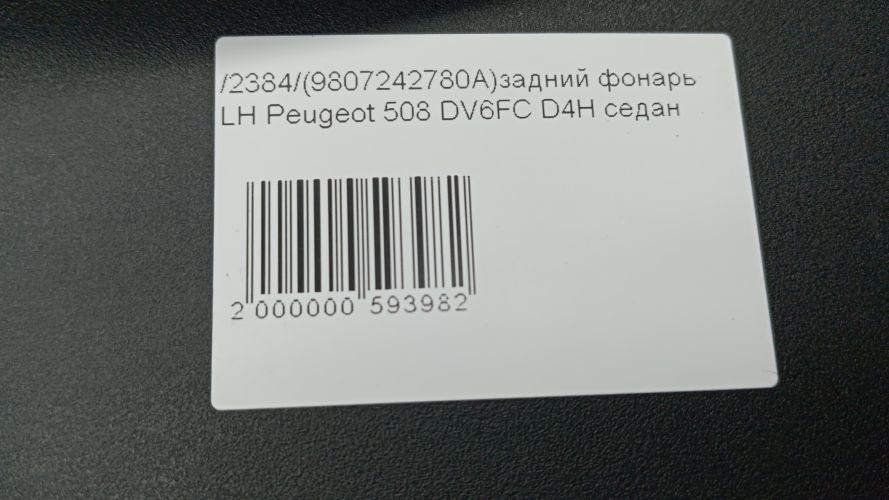 /2384/(9807242780A)задний фонарь
LH Peugeot 508 DV6FC D4H седан
2 000000 593982